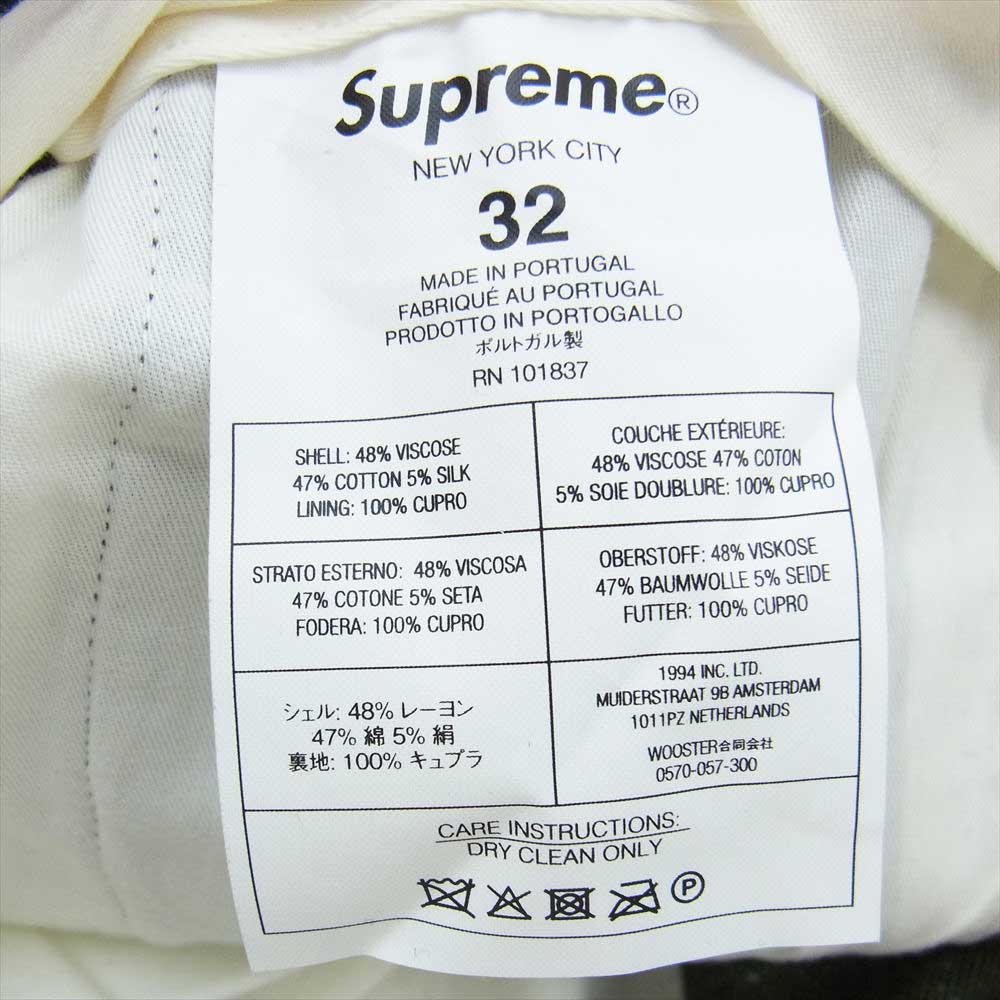 Supreme®
NEW YORK CITY
32
MADE IN PORTUGAL
FABRIQUÉ AU PORTUGAL
PRODOTTO IN PORTOGALLO
ポルトガル製
RN 101837
SHELL: 48% VISCOSE
47% COTTON 5% SILK
LINING: 100% CUPRO
COUCHE EXTÉRIEURE:
48% VISCOSE 47% COTON
5% SOIE DOUBLURE: 100% CUPRO
STRATO ESTERNO: 48% VISCOSA
47% COTONE 5% SETA
FODERA: 100% CUPRO
OBERSTOFF: 48% VISKOSE
47% BAUMWOLLE 5% SEIDE
FUTTER: 100% CUPRO
シェル: 48% レーヨン
47% 綿 5% 絹
裏地: 100% キュプラ
1994 INC. LTD.
MUIDERSTRAAT 9B AMSTERDAM
1011PZ NETHERLANDS
WOOSTER合同会社
0570-057-300
CARE INSTRUCTIONS:
DRY CLEAN ONLY
P